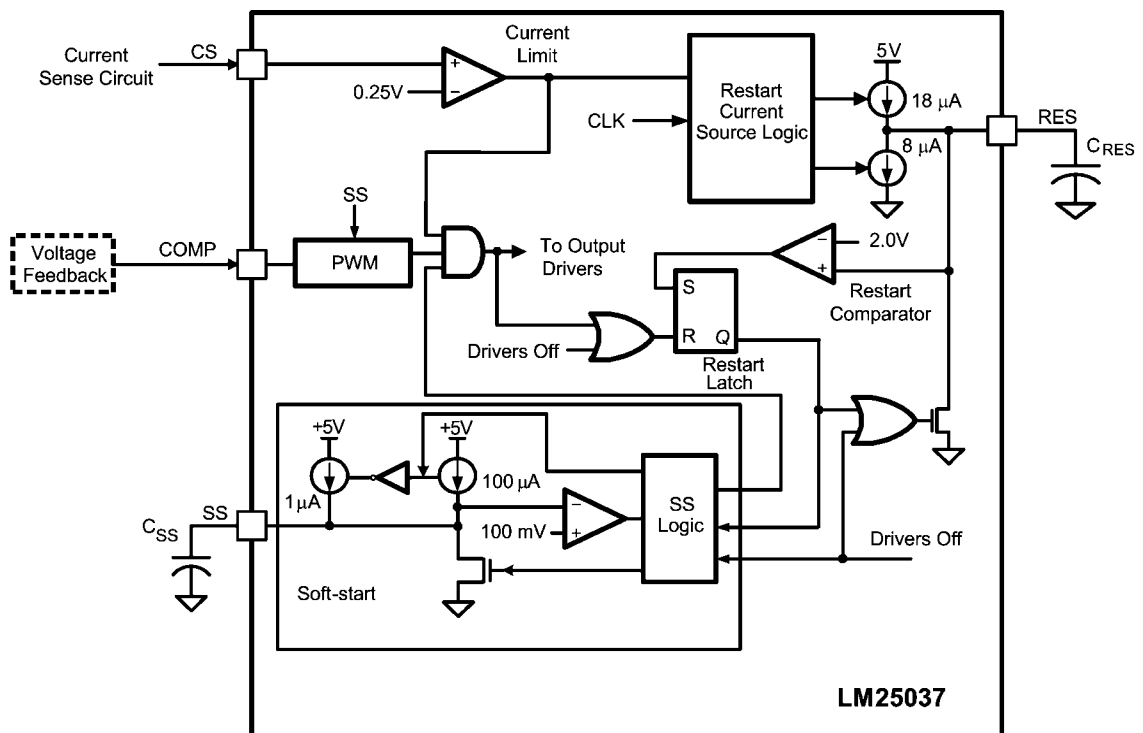 Current
Sense Circuit
CS
0.25V
Current
Limit
CLK
Restart
Current
Source Logic
5V
18 µA
8 µA
RES
CRES
SS
Voltage
Feedback
COMP
PWM
To Output
Drivers
2.0V
Restart
Comparator
S
R
Q
Drivers Off
Restart
Latch
+5V
+5V
1µA
100 µA
SS
CSS
100 mV
SS
Logic
Drivers Off
Soft-start
LM25037
+
−
−
+
−
+